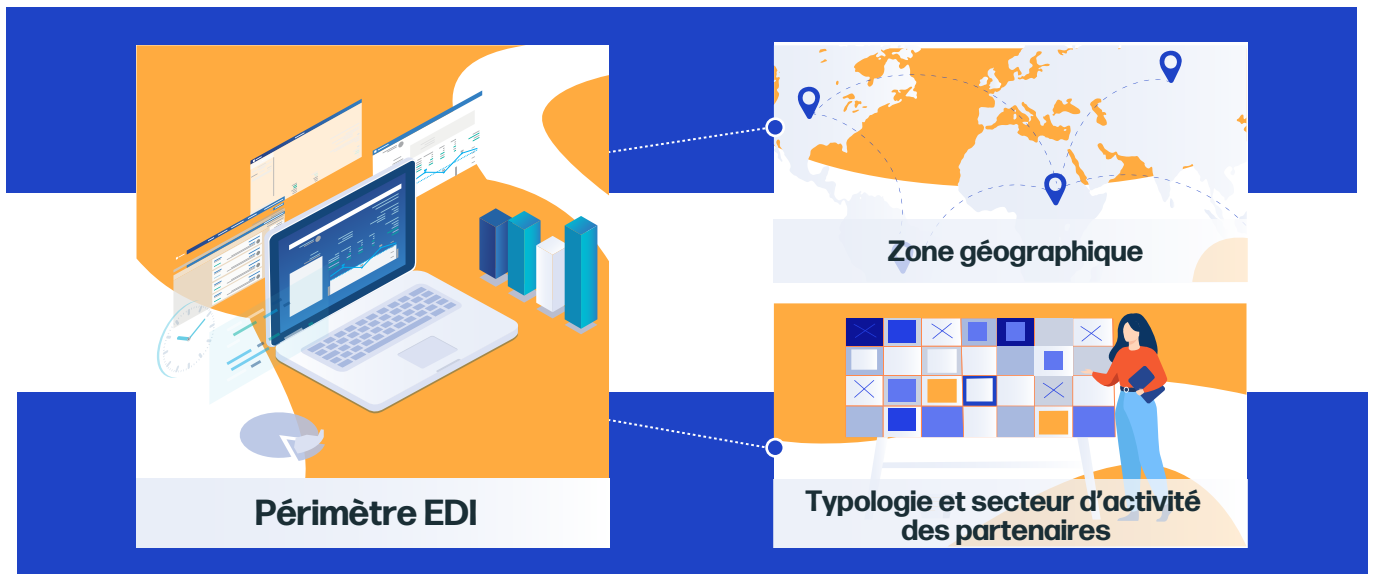 Périmètre EDI
Zone géographique
Typologie et secteur d’activité
des partenaires